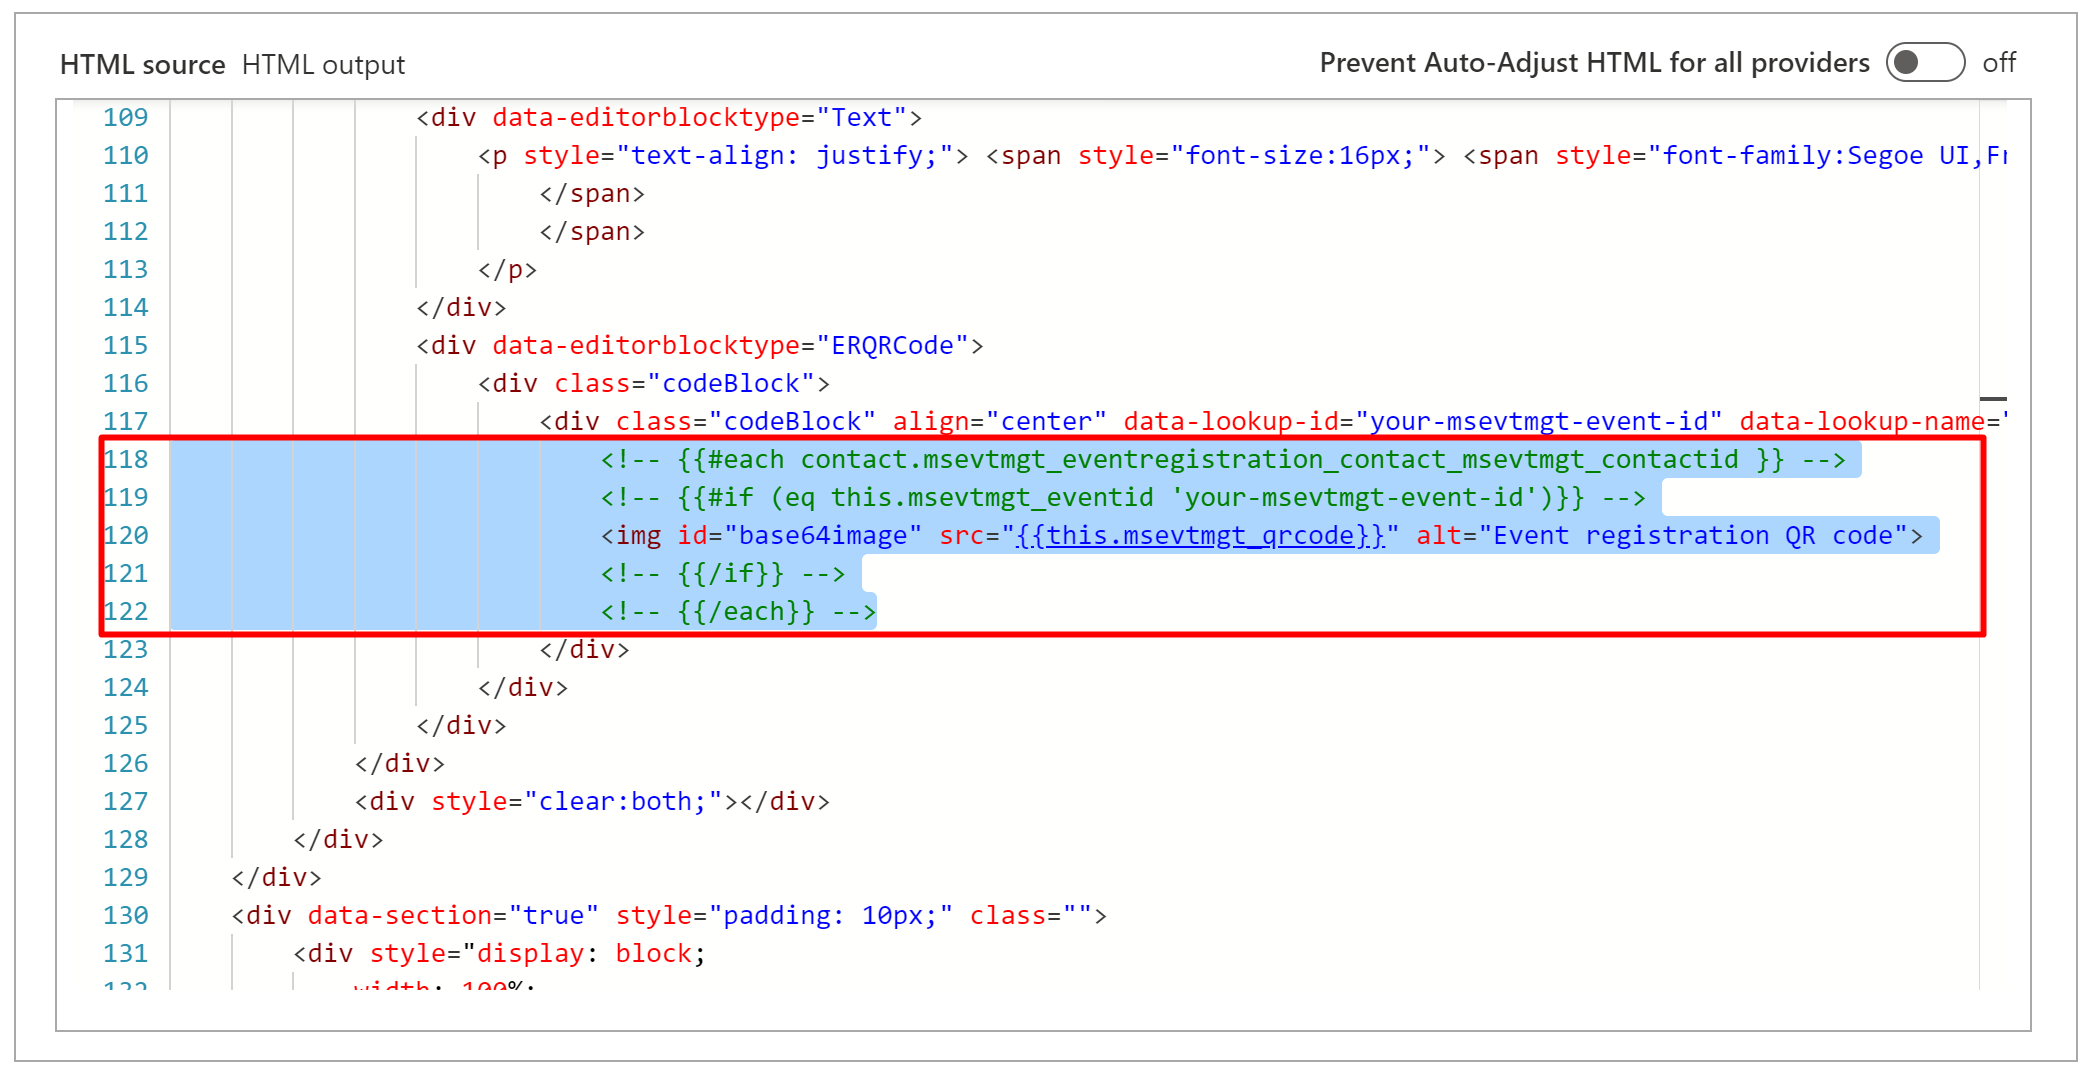 HTML source HTML output Prevent Auto-Adjust HTML for all providers off
109 <div data-editorblocktype="Text">
110 <p style="text-align: justify;"> <span style="font-size:16px;"> <span style="font-family:Segoe UI,Fr
111 </span>
112 </span>
113 </p>
114 </div>
115 <div data-editorblocktype="ERQRCode">
116 <div class="codeBlock">
117 <div class="codeBlock" align="center" data-lookup-id="your-msevtmgt-event-id" data-lookup-name="
118 <!-- {{#each contact.msevtmgt_eventregistration_contact_msevtmgt_contactid }} -->
119 <!-- {{#if (eq this.msevtmgt_eventid 'your-msevtmgt-event-id')}} -->
120 <img id="base64image" src="{{this.msevtmgt_qrcode}}" alt="Event registration QR code">
121 <!-- {{/if}} -->
122 <!-- {{/each}} -->
123 </div>
124 </div>
125 </div>
126 </div>
127 <div style="clear:both;"></div>
128 </div>
129 </div>
130 <div data-section="true" style="padding: 10px;" class="">
131 <div style="display: block;
132 width: 100%;